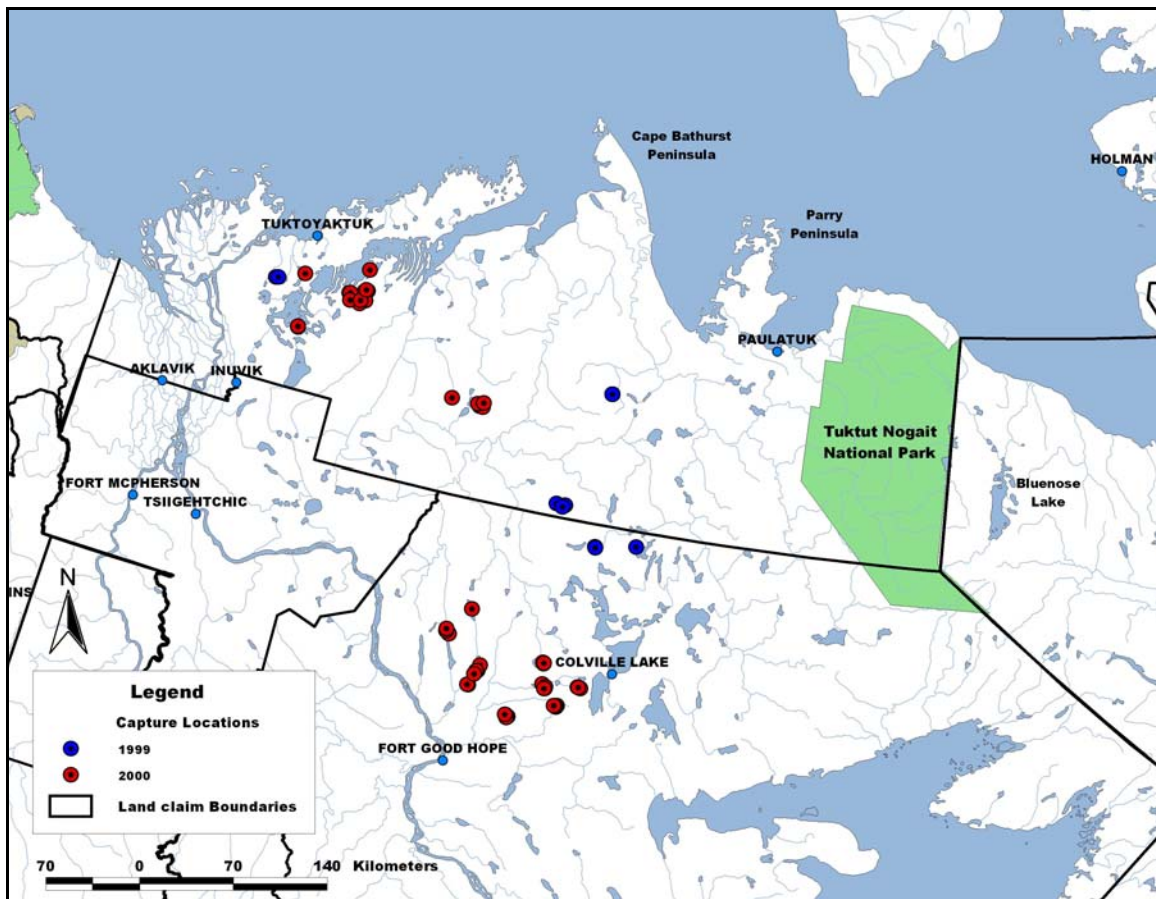 Cape Bathurst
Peninsula
HOLMAN
Parry
Peninsula
TUKTOYAKTUK
PAULATUK
AKLAVIK
INUVIK
Tuktut Nogait
National Park
Bluenose
Lake
FORT MCPHERSON
TSIIGEHTCHIC
N
INS
COLVILLE LAKE
FORT GOOD HOPE
Legend
Capture Locations
1999
2000
Land claim Boundaries
70 0 70 140 Kilometers